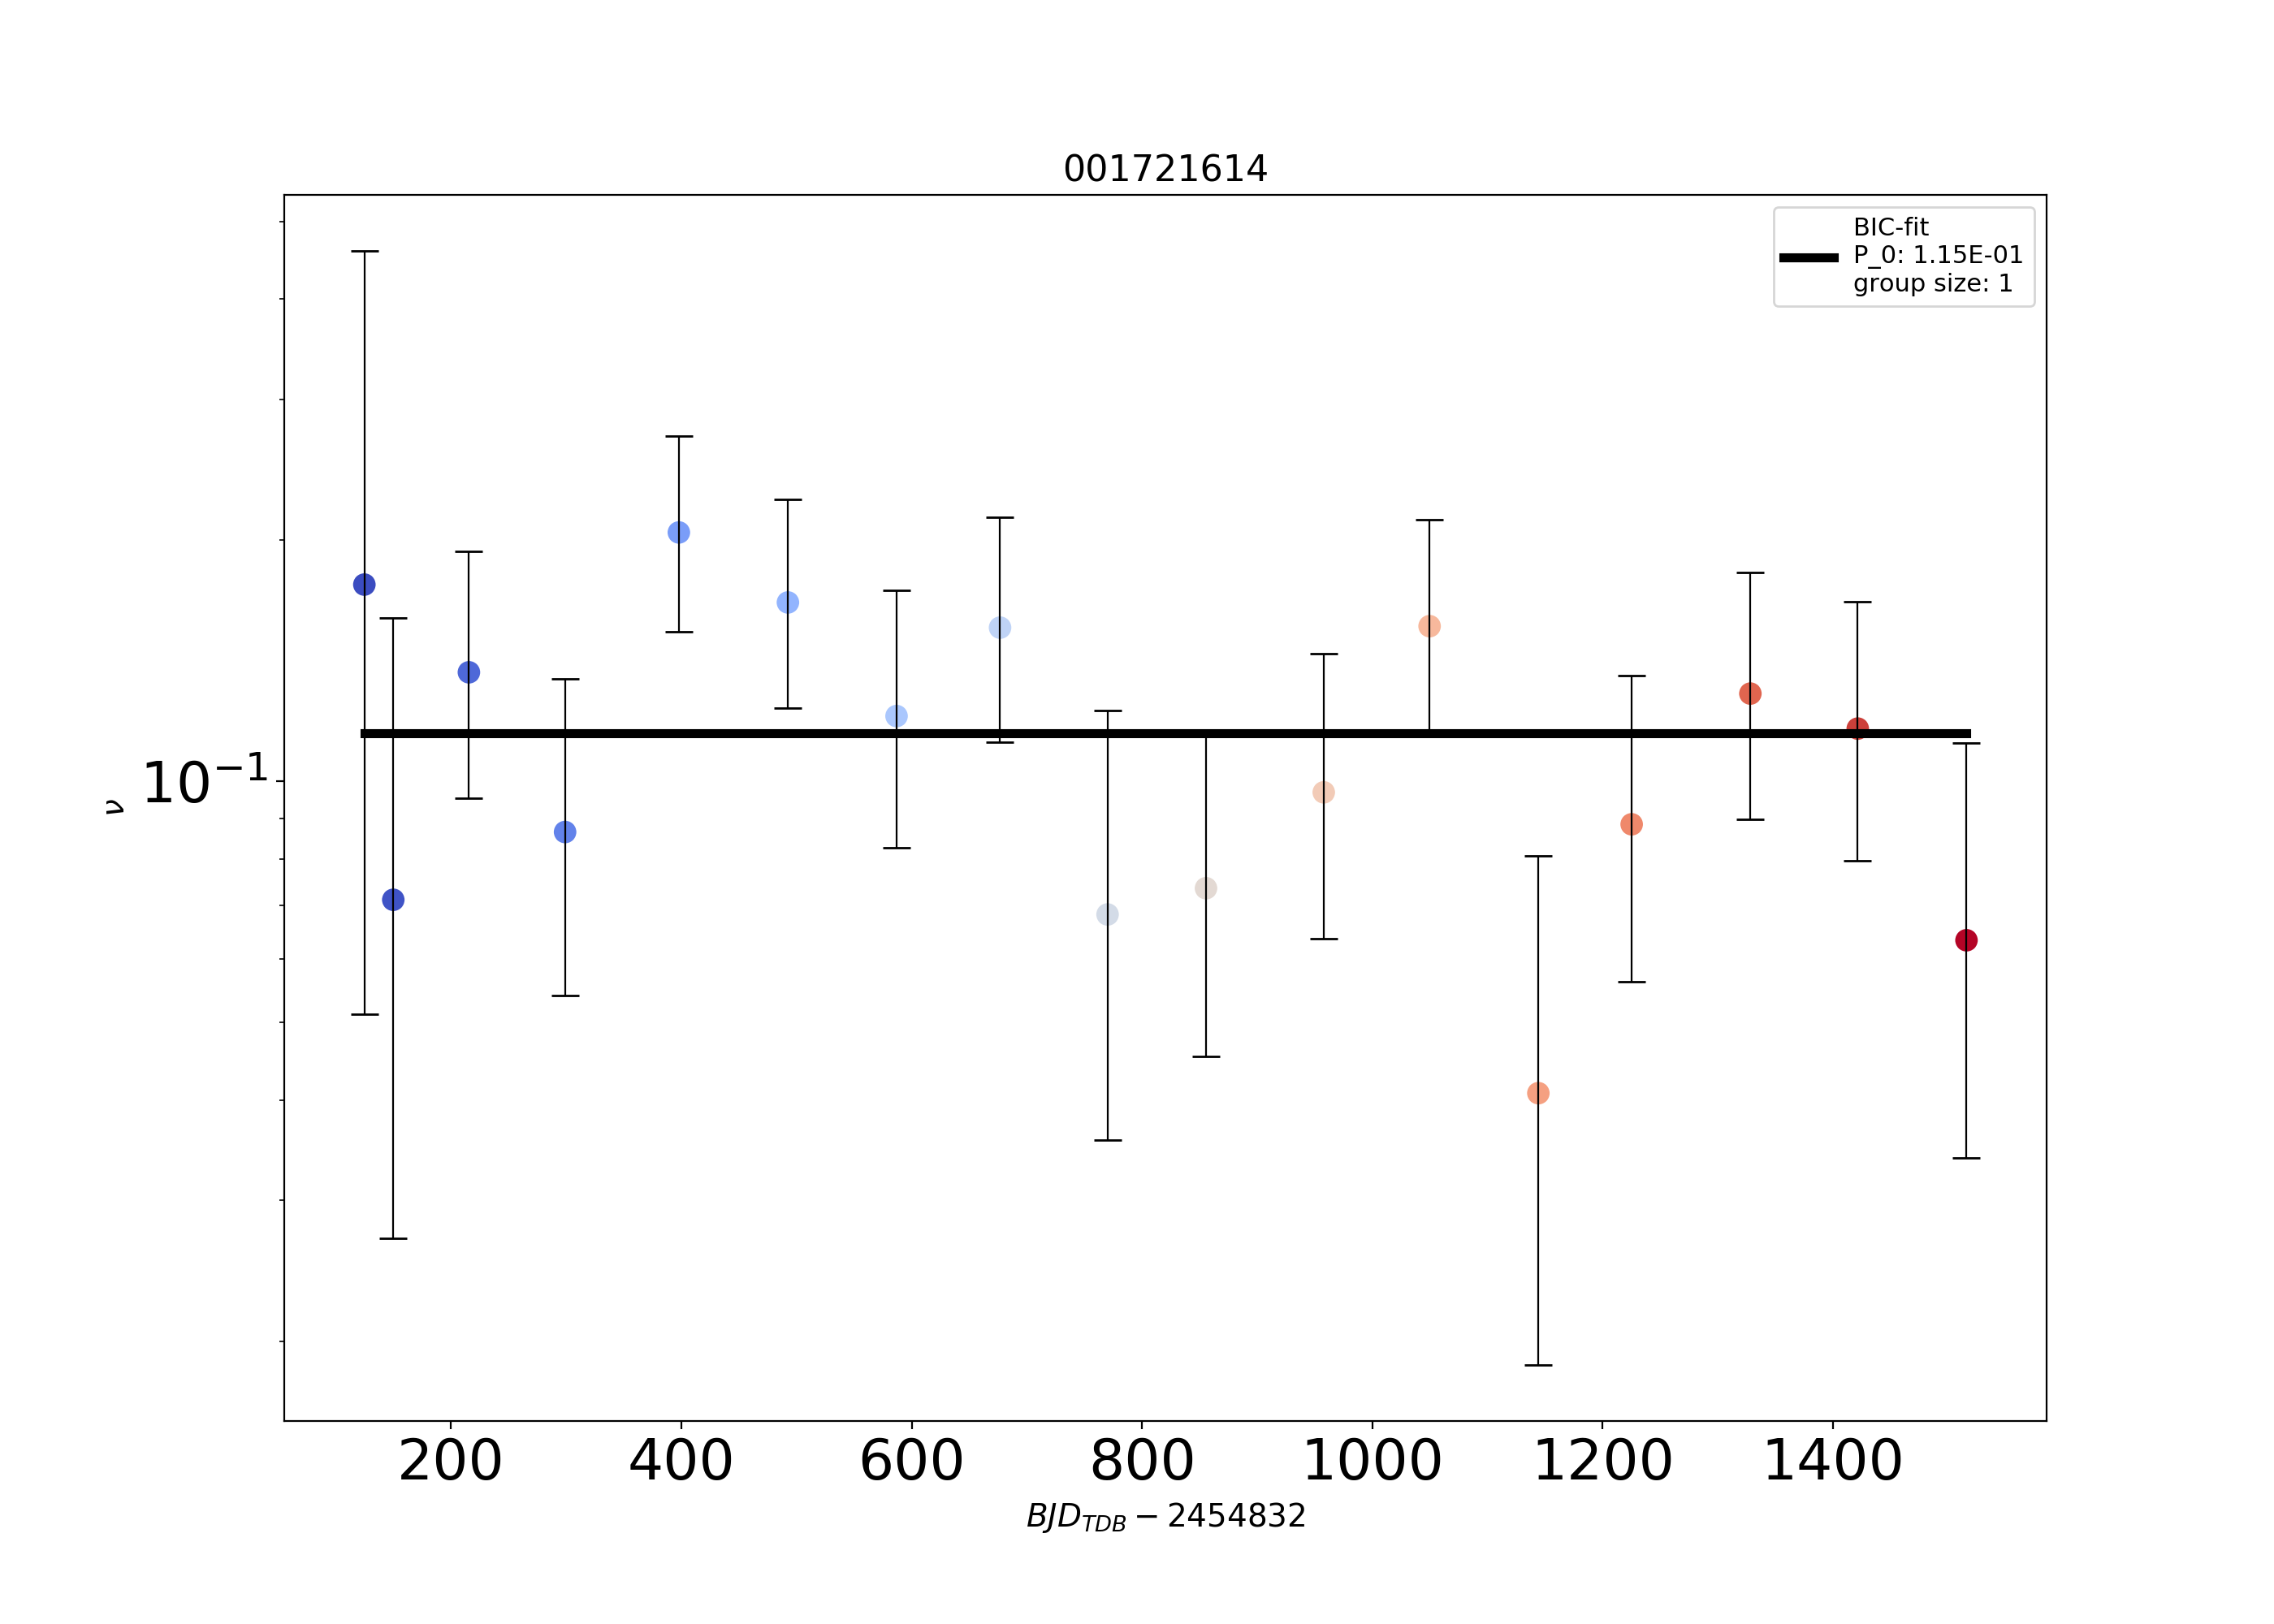 001721614
BIC-fit
P_0: 1.15E-01
group size: 1
ν
10⁻¹
200 400 600 800 1000 1200 1400
BJD_TDB − 2454832